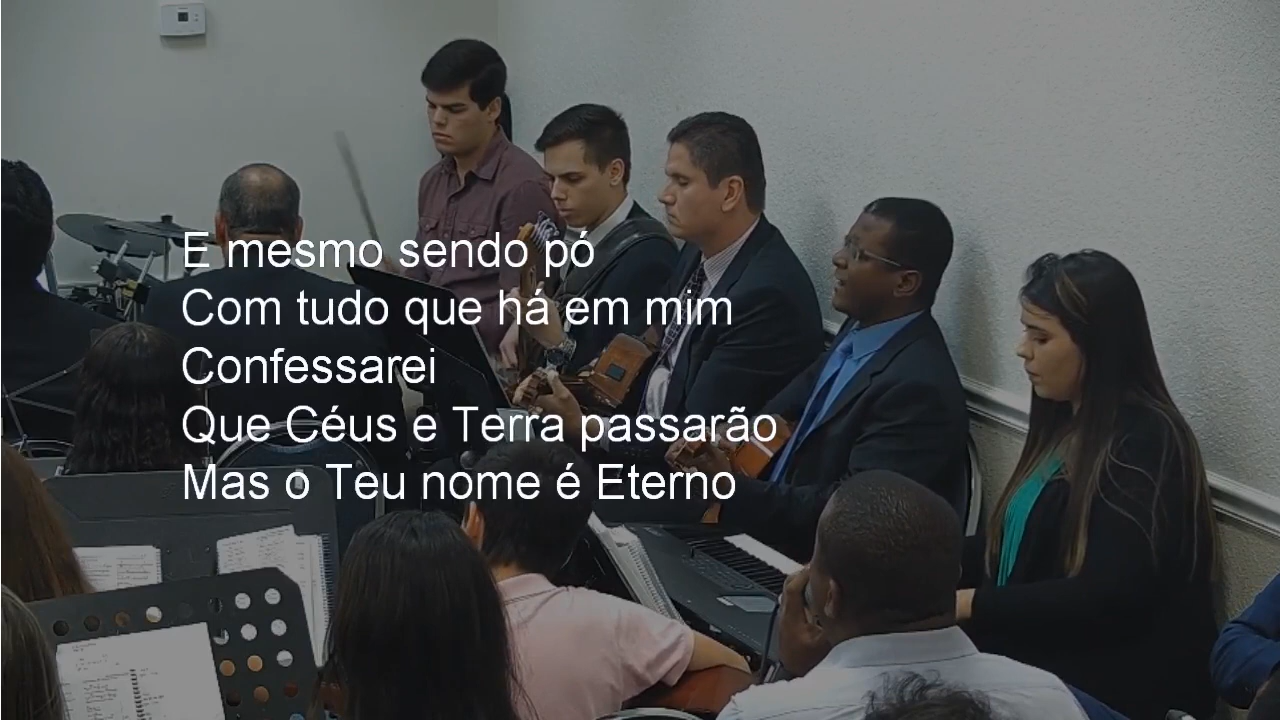 E mesmo sendo pó
Com tudo que há em mim
Confessarei
Que Céus e Terra passarão
Mas o Teu nome é Eterno